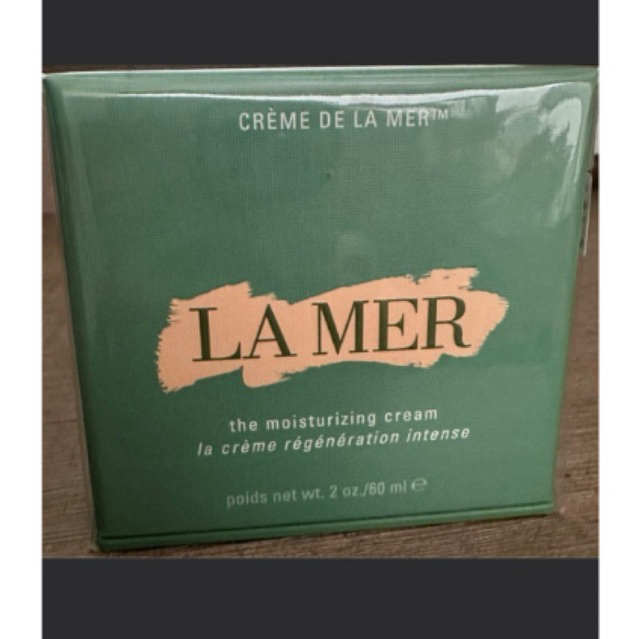 CRÈME DE LA MER™
LA MER
the moisturizing cream
la crème régénération intense
poids net wt. 2 oz./60 ml ℮